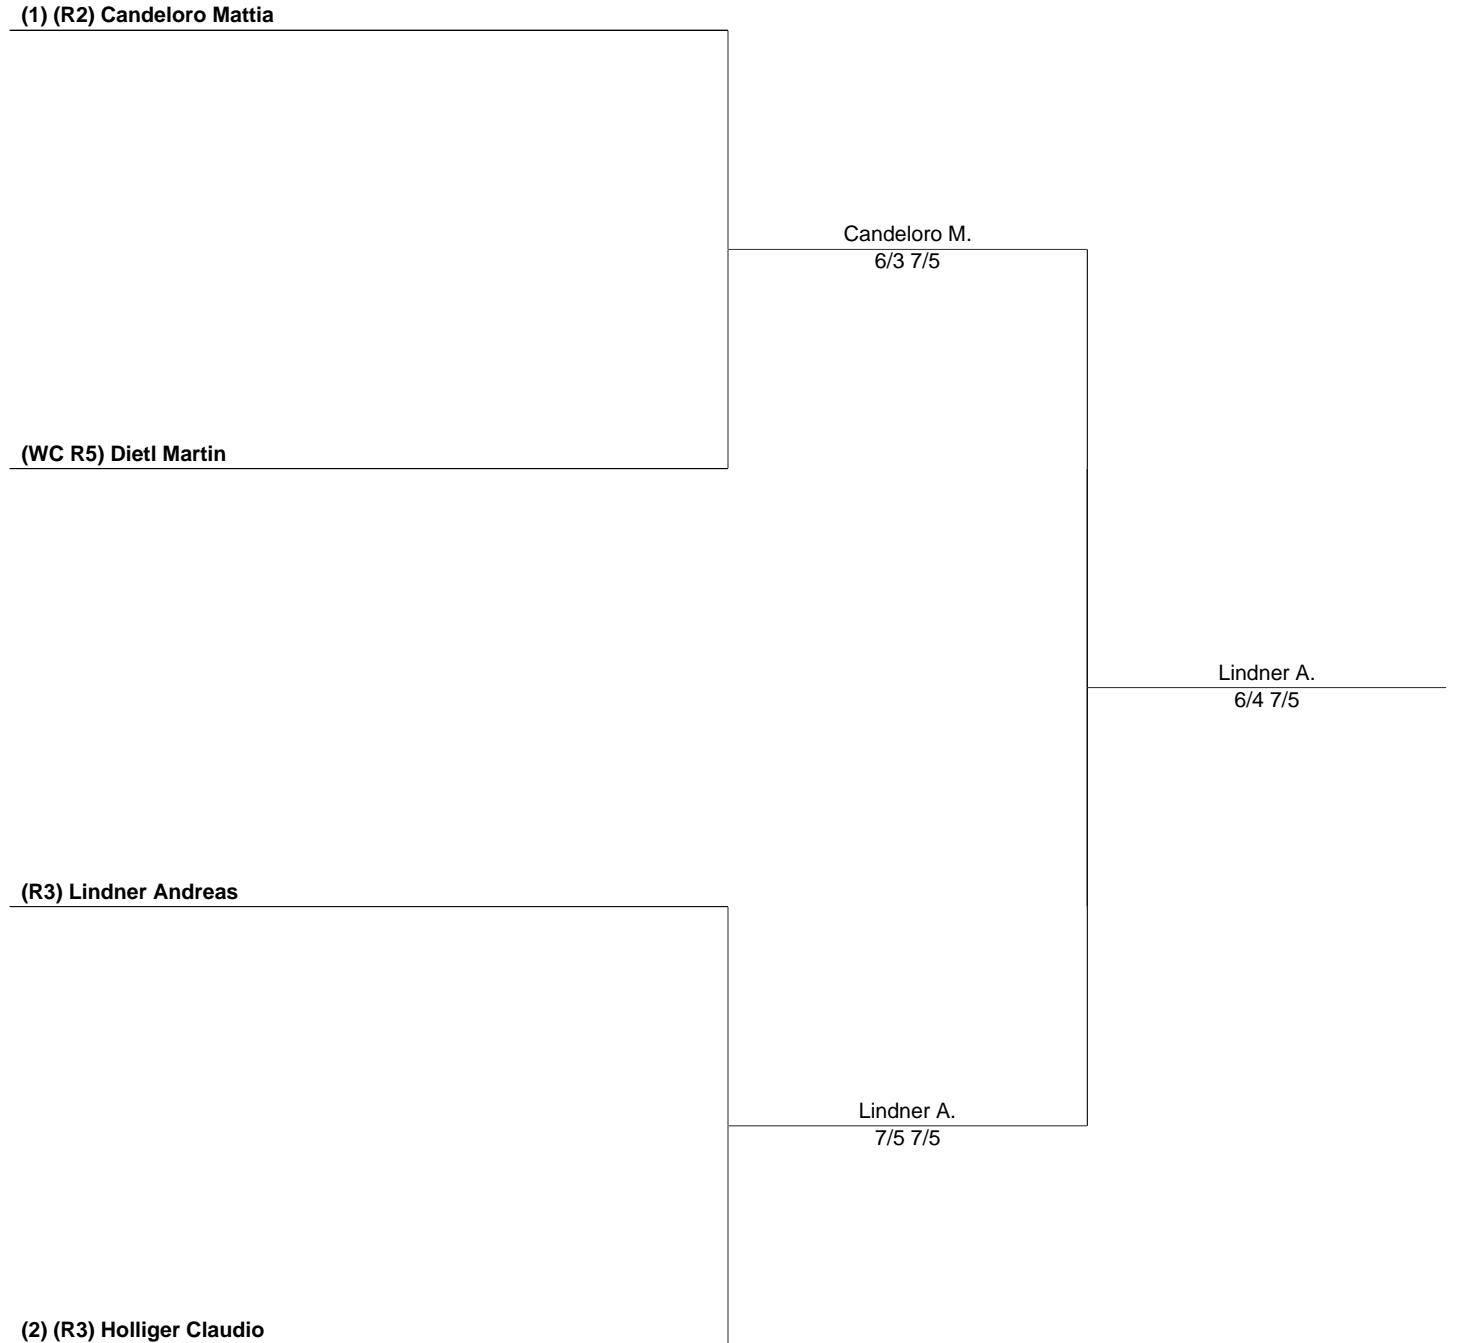 (1) (R2) Candeloro Mattia
Candeloro M.
6/3 7/5
(WC R5) Dietl Martin
Lindner A.
6/4 7/5
(R3) Lindner Andreas
Lindner A.
7/5 7/5
(2) (R3) Holliger Claudio